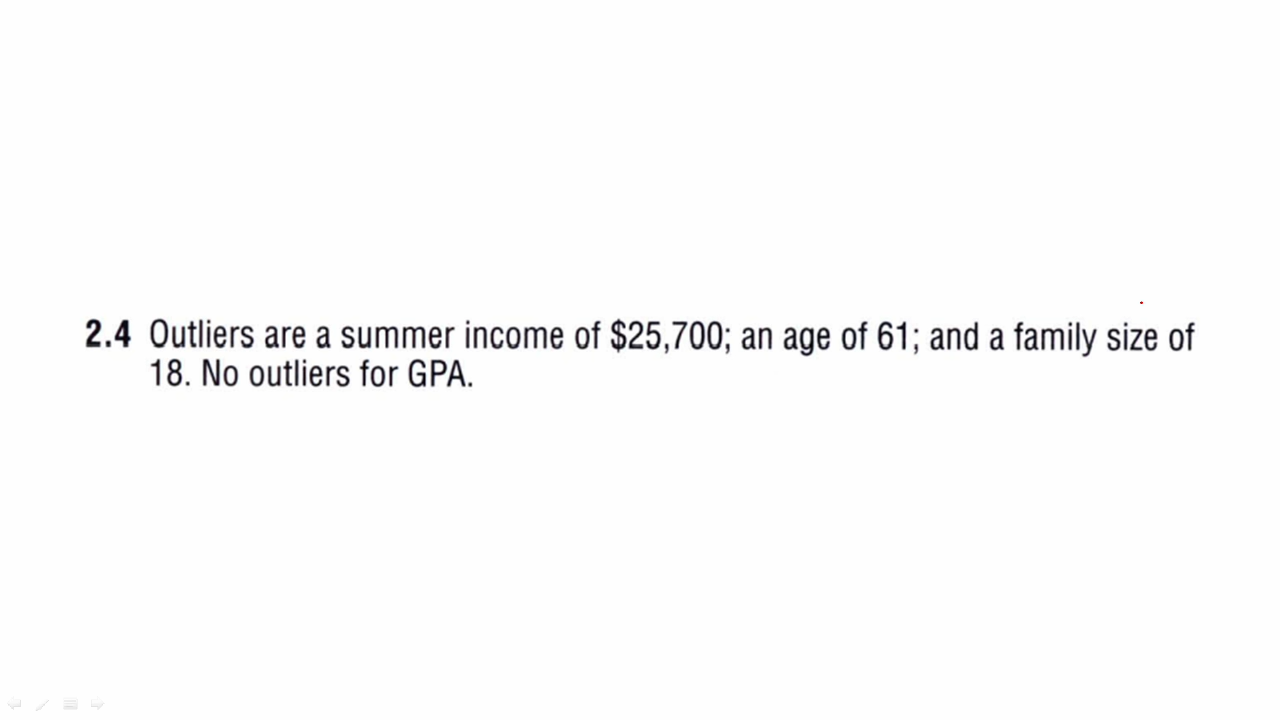 2.4 Outliers are a summer income of $25,700; an age of 61; and a family size of
18. No outliers for GPA.